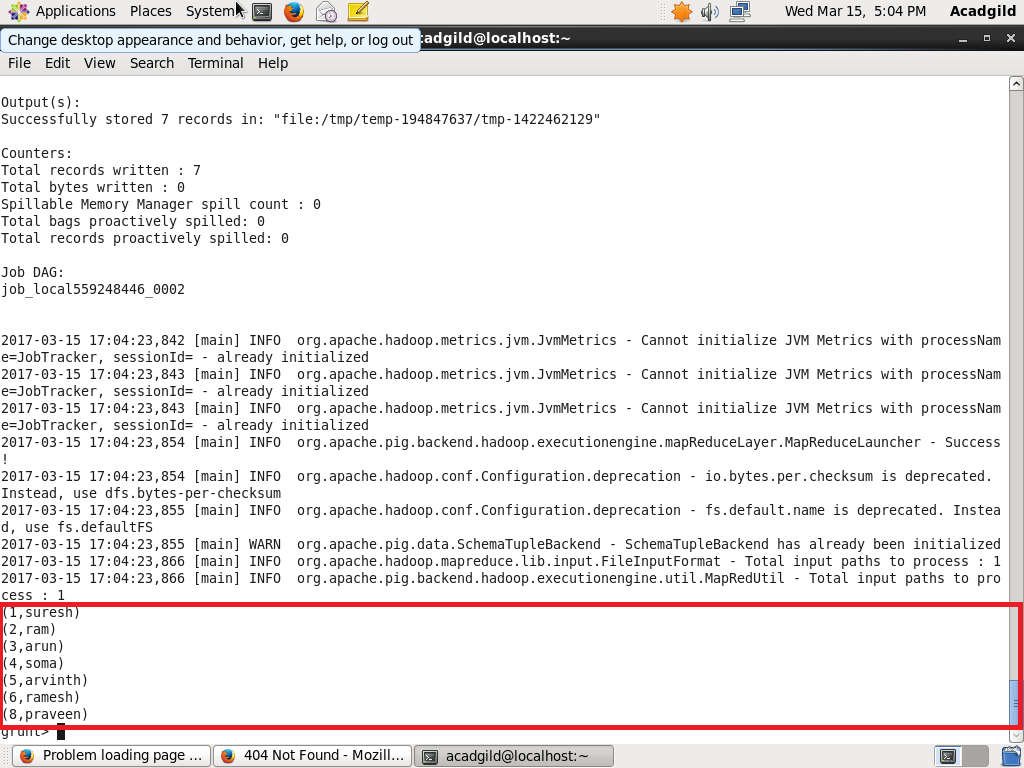 Applications Places System Wed Mar 15, 5:04 PM Acadgild
Change desktop appearance and behavior, get help, or log out
cadgild@localhost:~
File Edit View Search Terminal Help
Output(s):
Successfully stored 7 records in: "file:/tmp/temp-194847637/tmp-1422462129"
Counters:
Total records written : 7
Total bytes written : 0
Spillable Memory Manager spill count : 0
Total bags proactively spilled: 0
Total records proactively spilled: 0
Job DAG:
job_local559248446_0002
2017-03-15 17:04:23,842 [main] INFO  org.apache.hadoop.metrics.jvm.JvmMetrics - Cannot initialize JVM Metrics with processNam
e=JobTracker, sessionId= - already initialized
2017-03-15 17:04:23,843 [main] INFO  org.apache.hadoop.metrics.jvm.JvmMetrics - Cannot initialize JVM Metrics with processNam
e=JobTracker, sessionId= - already initialized
2017-03-15 17:04:23,843 [main] INFO  org.apache.hadoop.metrics.jvm.JvmMetrics - Cannot initialize JVM Metrics with processNam
e=JobTracker, sessionId= - already initialized
2017-03-15 17:04:23,854 [main] INFO  org.apache.pig.backend.hadoop.executionengine.mapReduceLayer.MapReduceLauncher - Success
!
2017-03-15 17:04:23,854 [main] INFO  org.apache.hadoop.conf.Configuration.deprecation - io.bytes.per.checksum is deprecated.
Instead, use dfs.bytes-per-checksum
2017-03-15 17:04:23,855 [main] INFO  org.apache.hadoop.conf.Configuration.deprecation - fs.default.name is deprecated. Instea
d, use fs.defaultFS
2017-03-15 17:04:23,855 [main] WARN  org.apache.pig.data.SchemaTupleBackend - SchemaTupleBackend has already been initialized
2017-03-15 17:04:23,866 [main] INFO  org.apache.hadoop.mapreduce.lib.input.FileInputFormat - Total input paths to process : 1
2017-03-15 17:04:23,866 [main] INFO  org.apache.pig.backend.hadoop.executionengine.util.MapRedUtil - Total input paths to pro
cess : 1
(1,suresh)
(2,ram)
(3,arun)
(4,soma)
(5,arvinth)
(6,ramesh)
(8,praveen)
grunt>
Problem loading page ... 404 Not Found - Mozill... acadgild@localhost:~